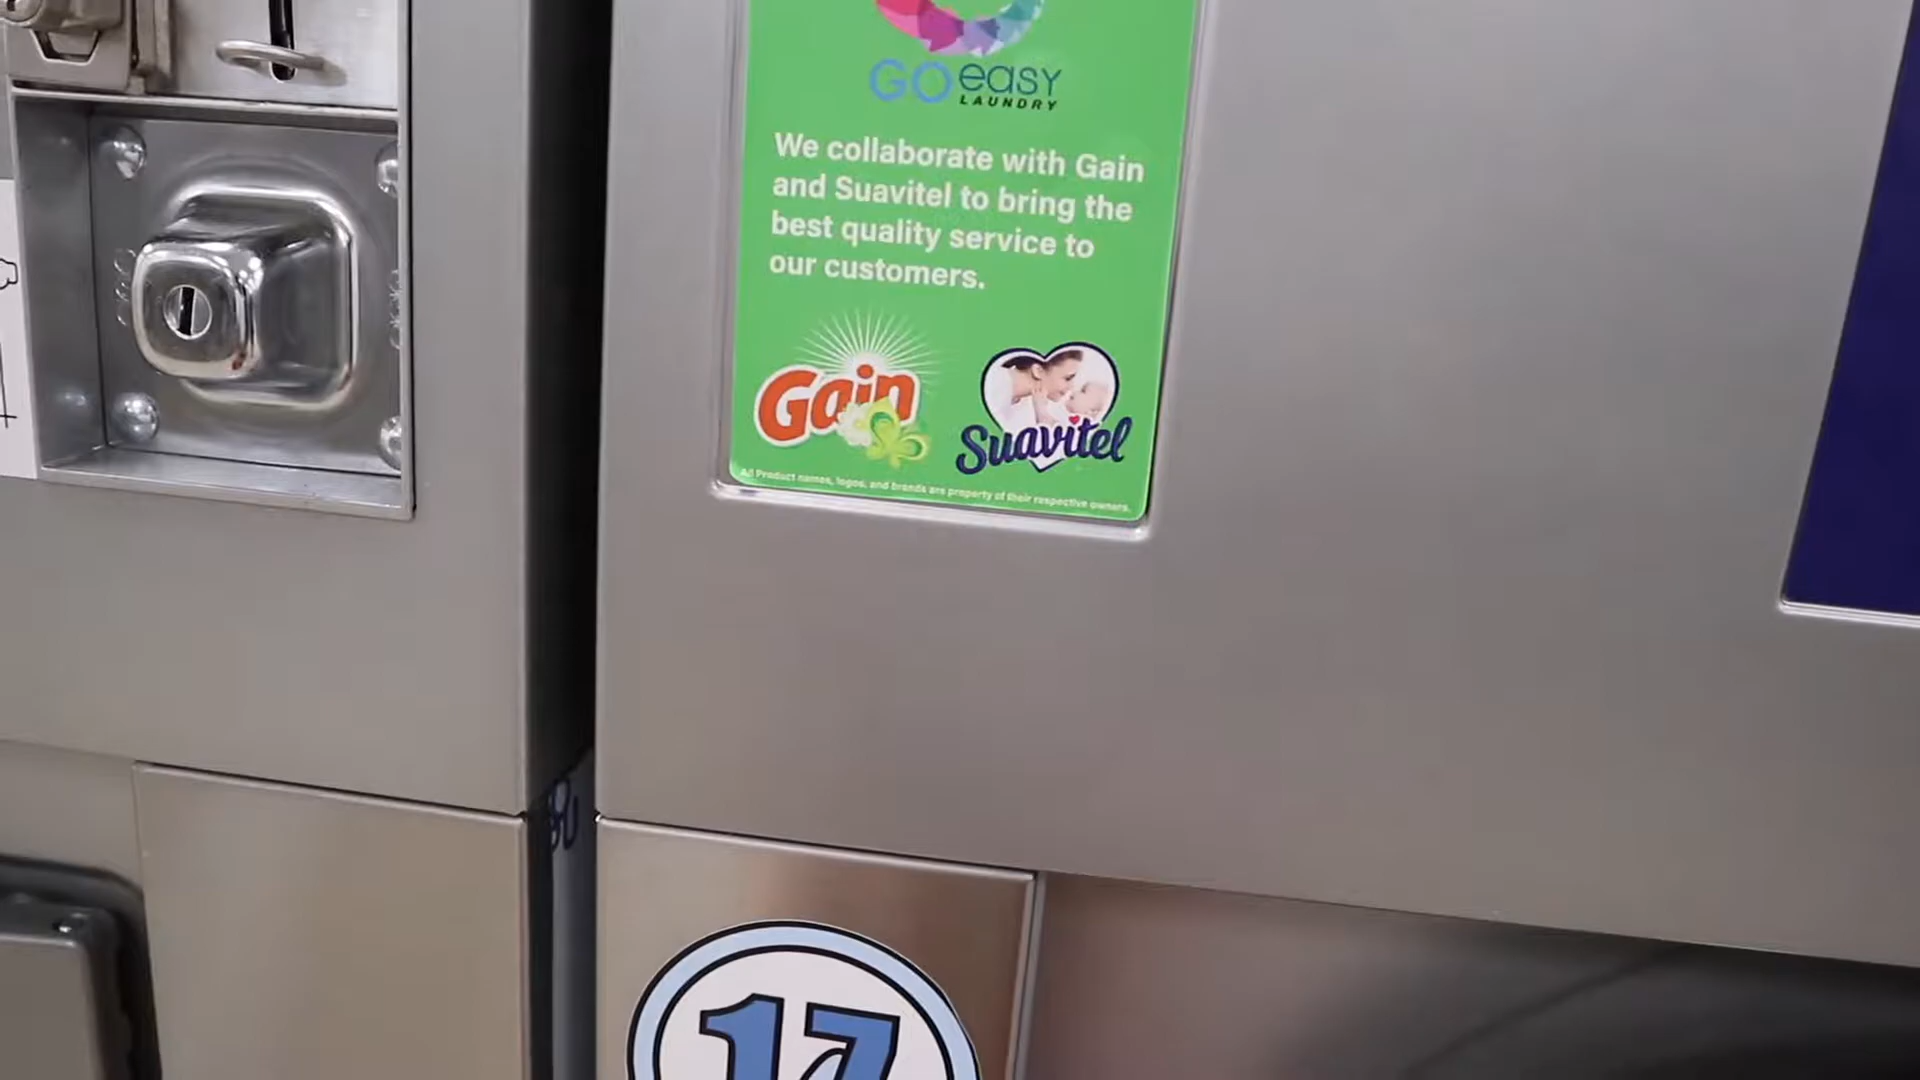 GO easy
LAUNDRY
We collaborate with Gain
and Suavitel to bring the
best quality service to
our customers.
Gain
Suavitel
All Product names, logos, and brands are property of their respective owners.
17